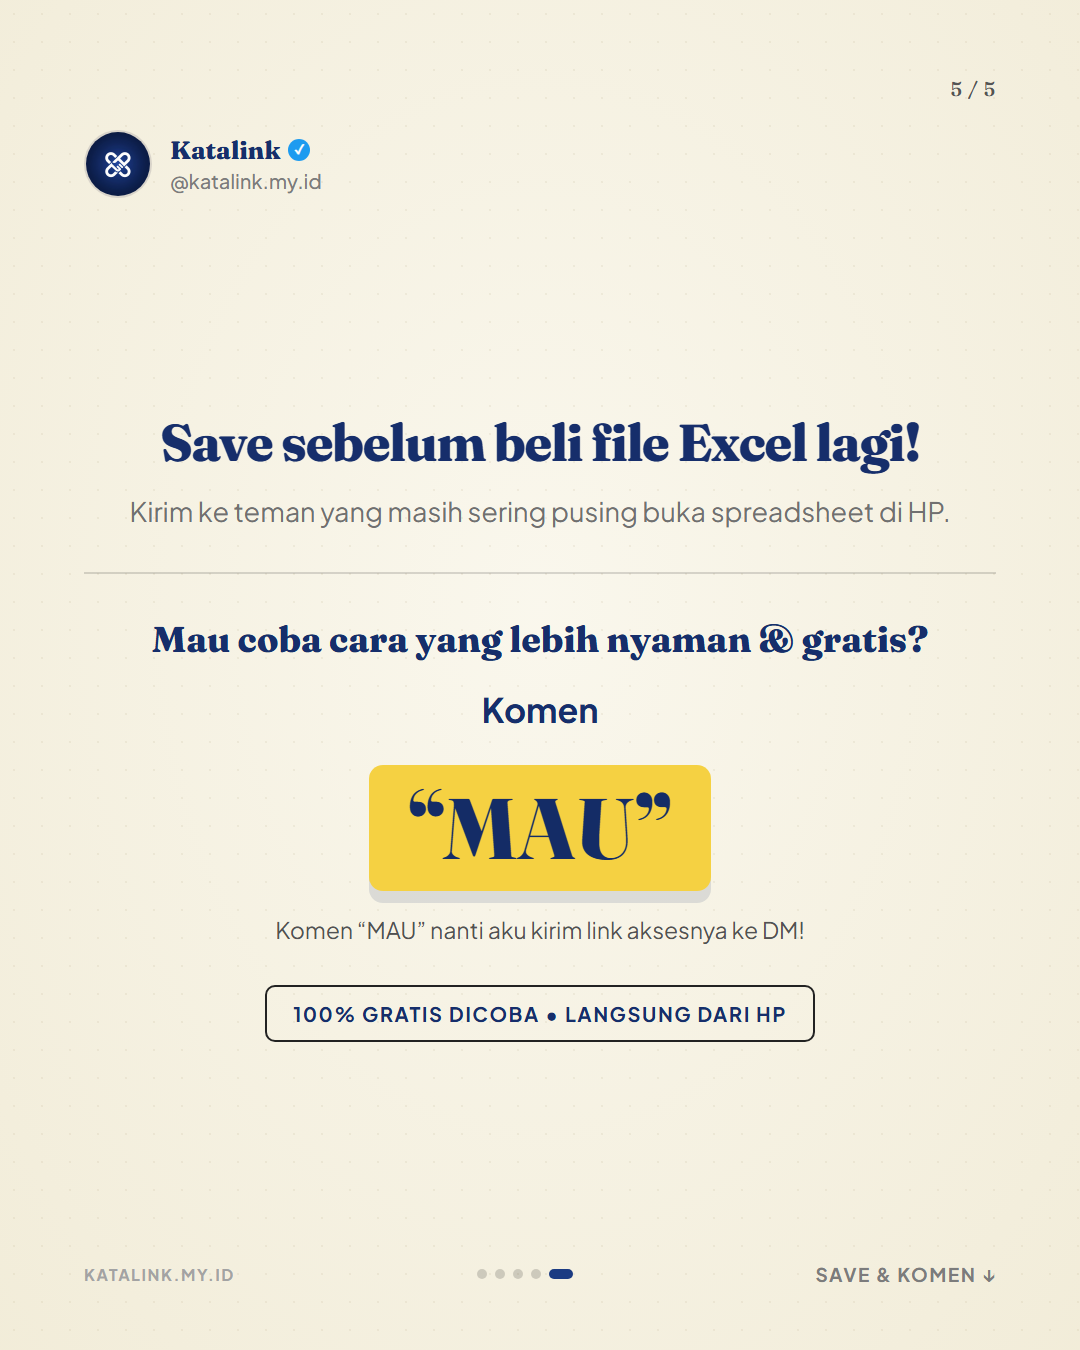 5 / 5
Katalink
@katalink.my.id
Save sebelum beli file Excel lagi!
Kirim ke teman yang masih sering pusing buka spreadsheet di HP.
Mau coba cara yang lebih nyaman & gratis?
Komen
“MAU”
Komen “MAU” nanti aku kirim link aksesnya ke DM!
100% GRATIS DICOBA • LANGSUNG DARI HP
KATALINK.MY.ID
SAVE & KOMEN ↓